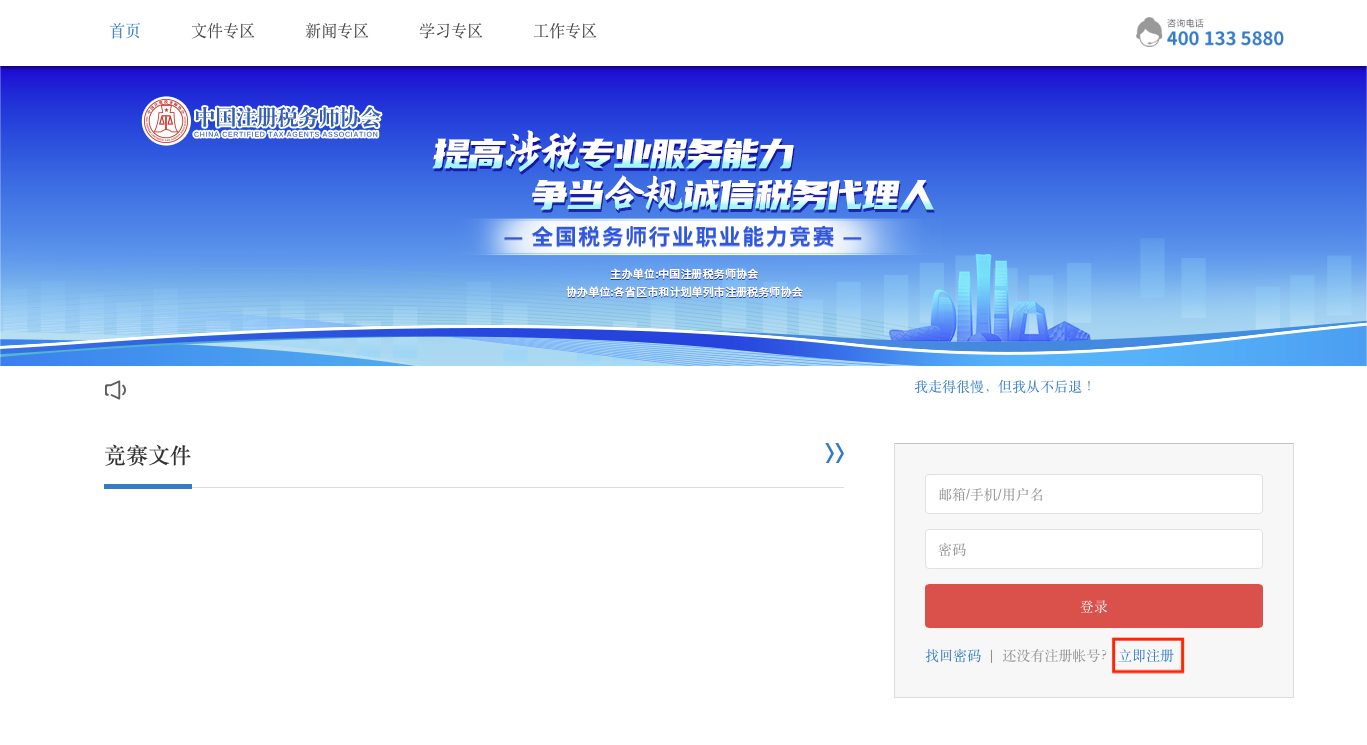 首页 文件专区 新闻专区 学习专区 工作专区
咨询电话
400 133 5880
中国注册税务师协会
CHINA CERTIFIED TAX AGENTS ASSOCIATION
提高涉税专业服务能力
争当合规诚信税务代理人
— 全国税务师行业职业能力竞赛 —
主办单位:中国注册税务师协会
协办单位:各省区市和计划单列市注册税务师协会
我走得很慢，但我从不后退！
竞赛文件
邮箱/手机/用户名
密码
登录
找回密码 | 还没有注册帐号? 立即注册